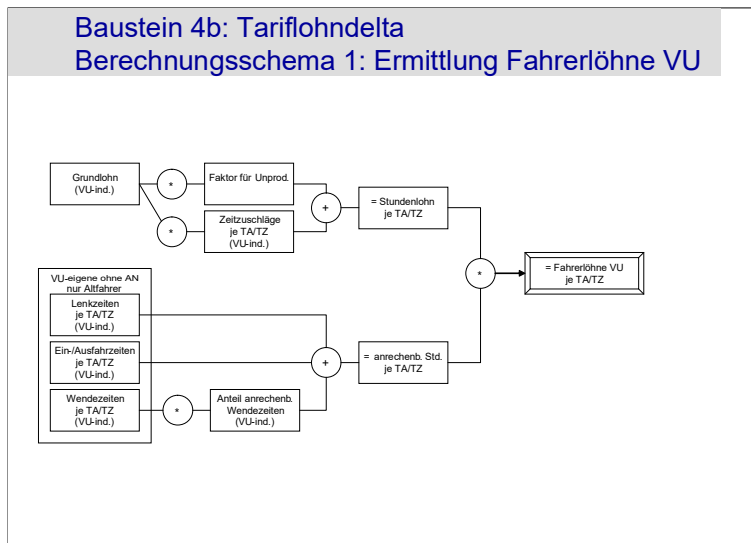 Baustein 4b: Tariflohndelta
Berechnungsschema 1: Ermittlung Fahrerlöhne VU
Grundlohn
(VU-ind.)
*
Faktor für Unprod.
*
Zeitzuschläge
je TA/TZ
(VU-ind.)
+
= Stundenlohn
je TA/TZ
VU-eigene ohne AN
nur Altfahrer
Lenkzeiten
je TA/TZ
(VU-ind.)
Ein-/Ausfahrzeiten
je TA/TZ
(VU-ind.)
Wendezeiten
je TA/TZ
(VU-ind.)
*
Anteil anrechenb.
Wendezeiten
(VU-ind.)
+
= anrechenb. Std.
je TA/TZ
*
= Fahrerlöhne VU
je TA/TZ